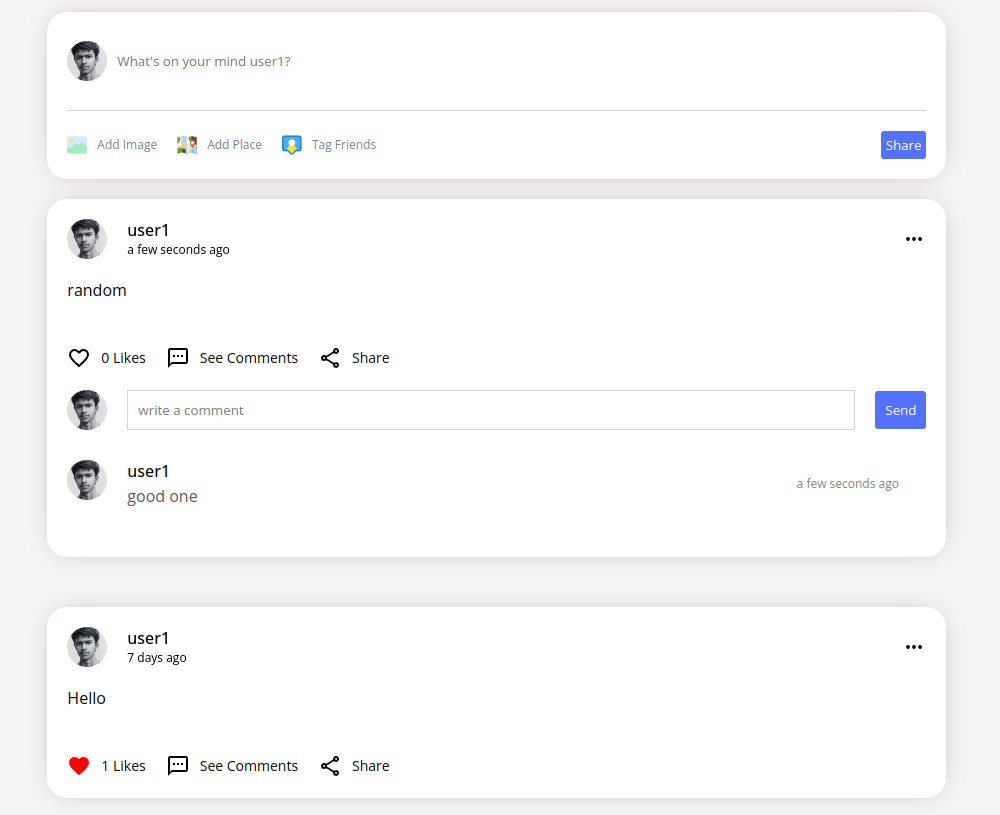 What's on your mind user1?
Add Image Add Place Tag Friends Share
user1
a few seconds ago
random
0 Likes See Comments Share
write a comment Send
user1
good one
a few seconds ago
user1
7 days ago
Hello
1 Likes See Comments Share